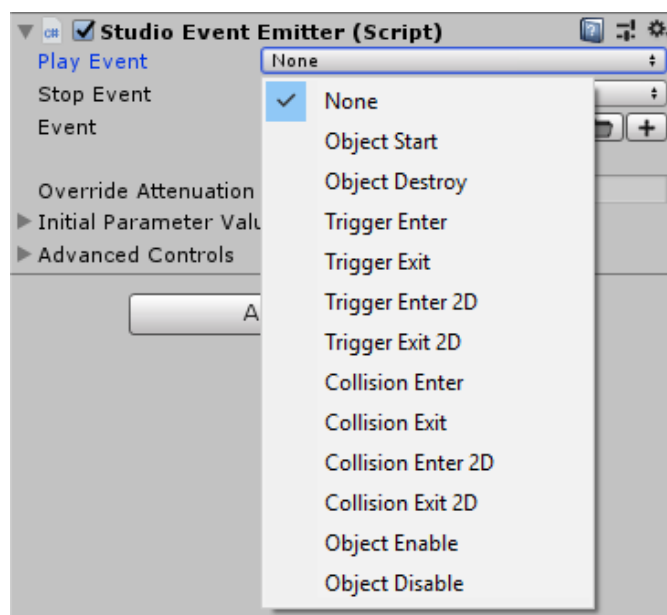 Studio Event Emitter (Script)
Play Event None
Stop Event
Event
Override Attenuation
Initial Parameter Valu
Advanced Controls
A
None
Object Start
Object Destroy
Trigger Enter
Trigger Exit
Trigger Enter 2D
Trigger Exit 2D
Collision Enter
Collision Exit
Collision Enter 2D
Collision Exit 2D
Object Enable
Object Disable